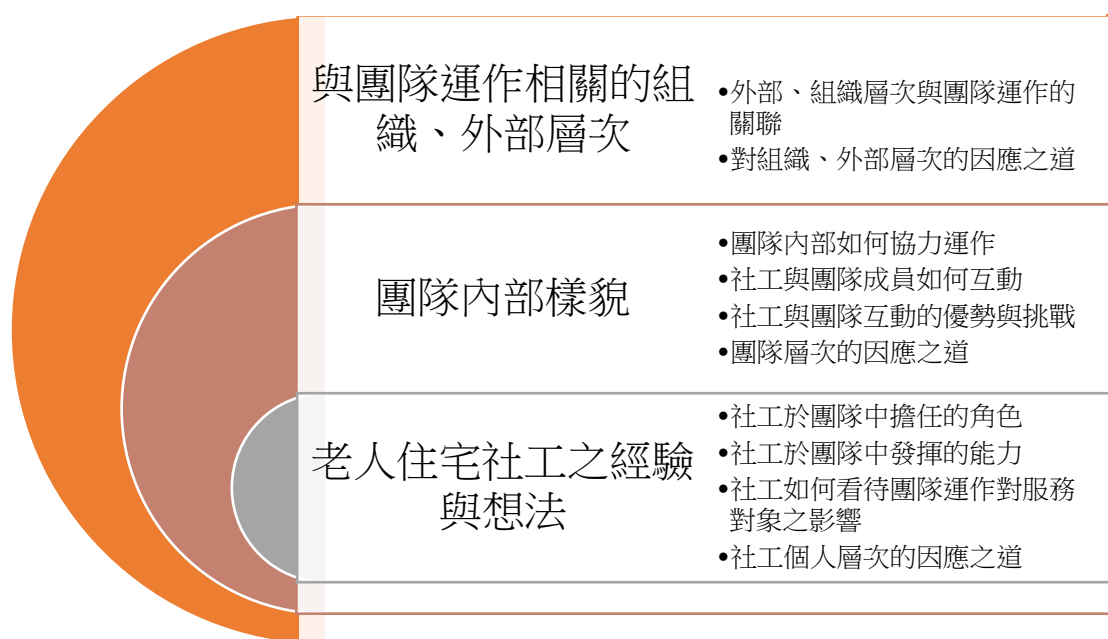 與團隊運作相關的組
織、外部層次
•外部、組織層次與團隊運作的
關聯
•對組織、外部層次的因應之道
團隊內部樣貌
•團隊內部如何協力運作
•社工與團隊成員如何互動
•社工與團隊互動的優勢與挑戰
•團隊層次的因應之道
老人住宅社工之經驗
與想法
•社工於團隊中擔任的角色
•社工於團隊中發揮的能力
•社工如何看待團隊運作對服務
對象之影響
•社工個人層次的因應之道